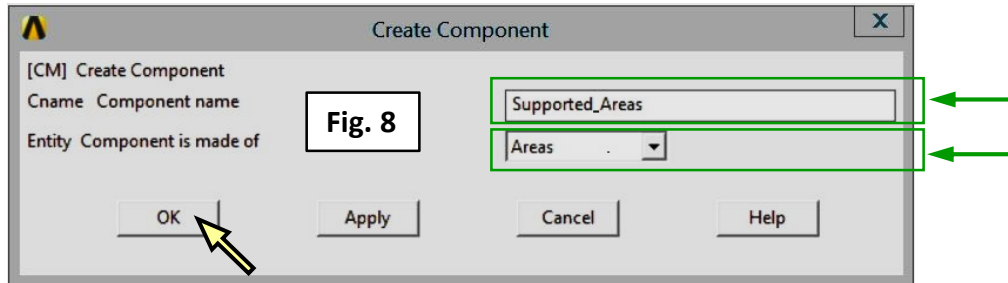 Create Component
X
[CM] Create Component
Cname Component name
Supported_Areas
Fig. 8
Entity Component is made of
Areas .
OK
Apply
Cancel
Help